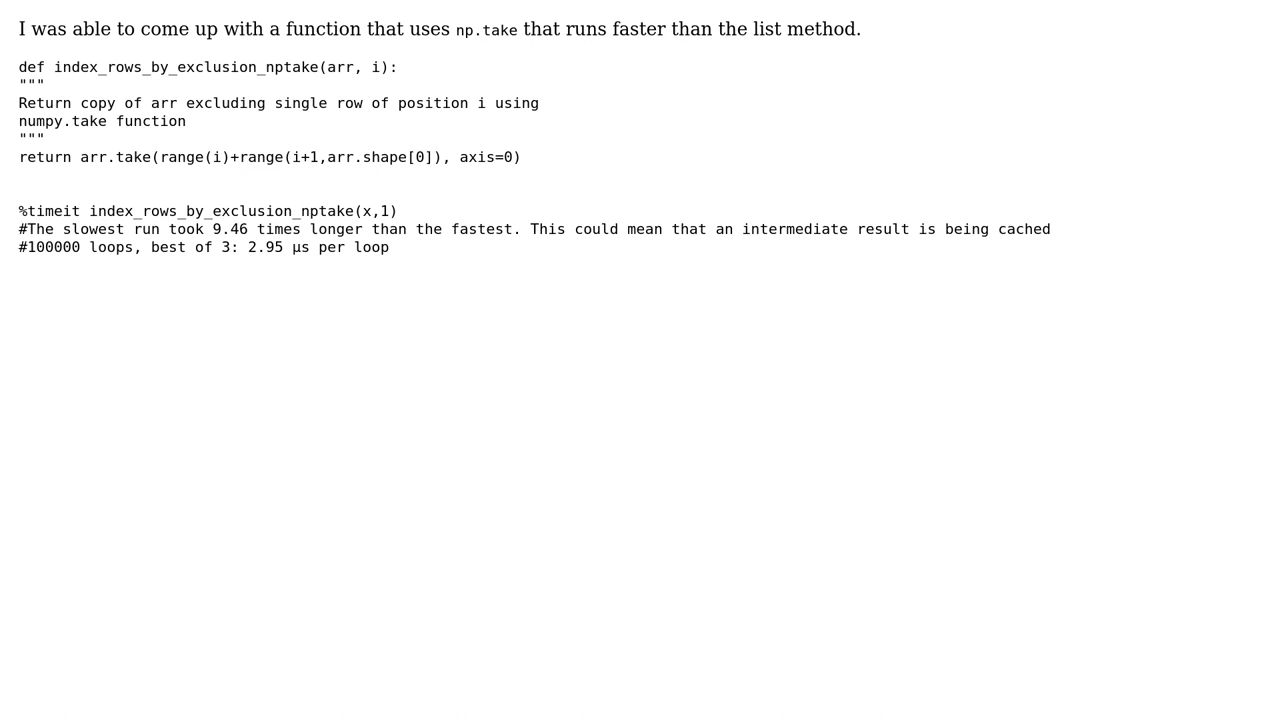 I was able to come up with a function that uses np.take that runs faster than the list method.
def index_rows_by_exclusion_nptake(arr, i):
"""
Return copy of arr excluding single row of position i using
numpy.take function
"""
return arr.take(range(i)+range(i+1,arr.shape[0]), axis=0)
%timeit index_rows_by_exclusion_nptake(x,1)
#The slowest run took 9.46 times longer than the fastest. This could mean that an intermediate result is being cached
#100000 loops, best of 3: 2.95 µs per loop